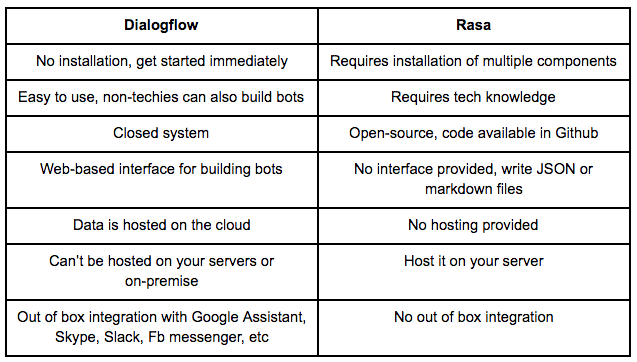 Dialogflow
Rasa
No installation, get started immediately
Requires installation of multiple components
Easy to use, non-techies can also build bots
Requires tech knowledge
Closed system
Open-source, code available in Github
Web-based interface for building bots
No interface provided, write JSON or
markdown files
Data is hosted on the cloud
No hosting provided
Can't be hosted on your servers or
on-premise
Host it on your server
Out of box integration with Google Assistant,
Skype, Slack, Fb messenger, etc
No out of box integration